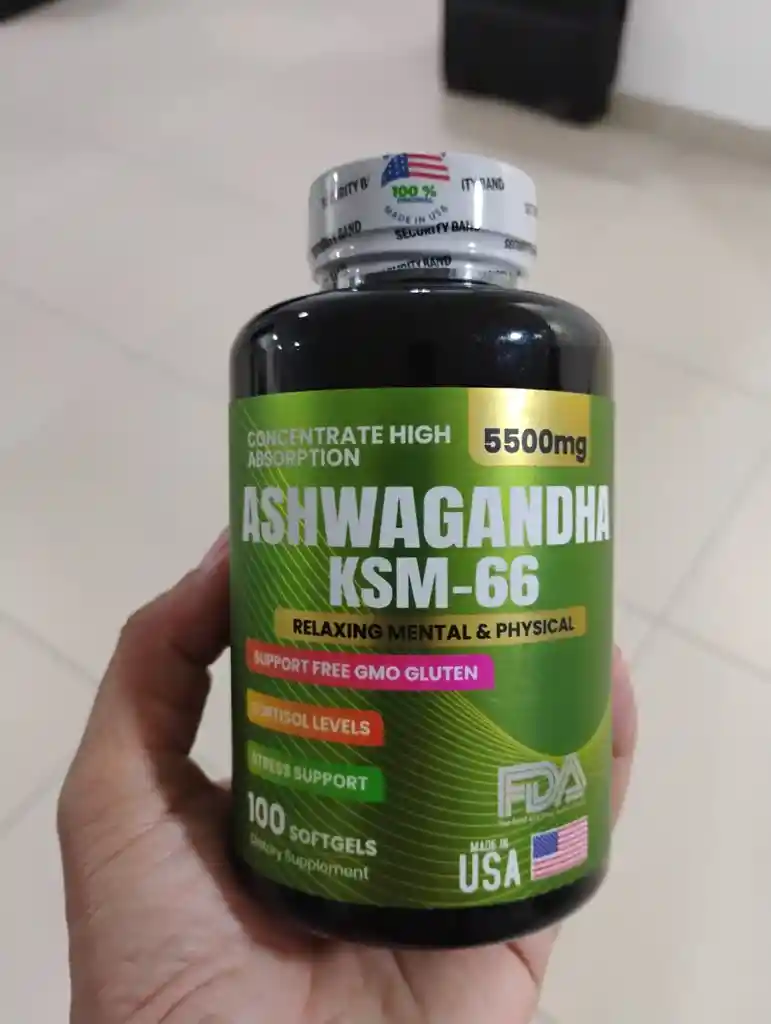 100 %
MADE IN USA
SECURITY BAND
CONCENTRATE HIGH
ABSORPTION
5500mg
ASHWAGANDHA
KSM-66
RELAXING MENTAL & PHYSICAL
SUPPORT FREE GMO GLUTEN
CORTISOL LEVELS
STRESS SUPPORT
100 SOFTGELS
Dietary Supplement
FDA
MADE IN
USA